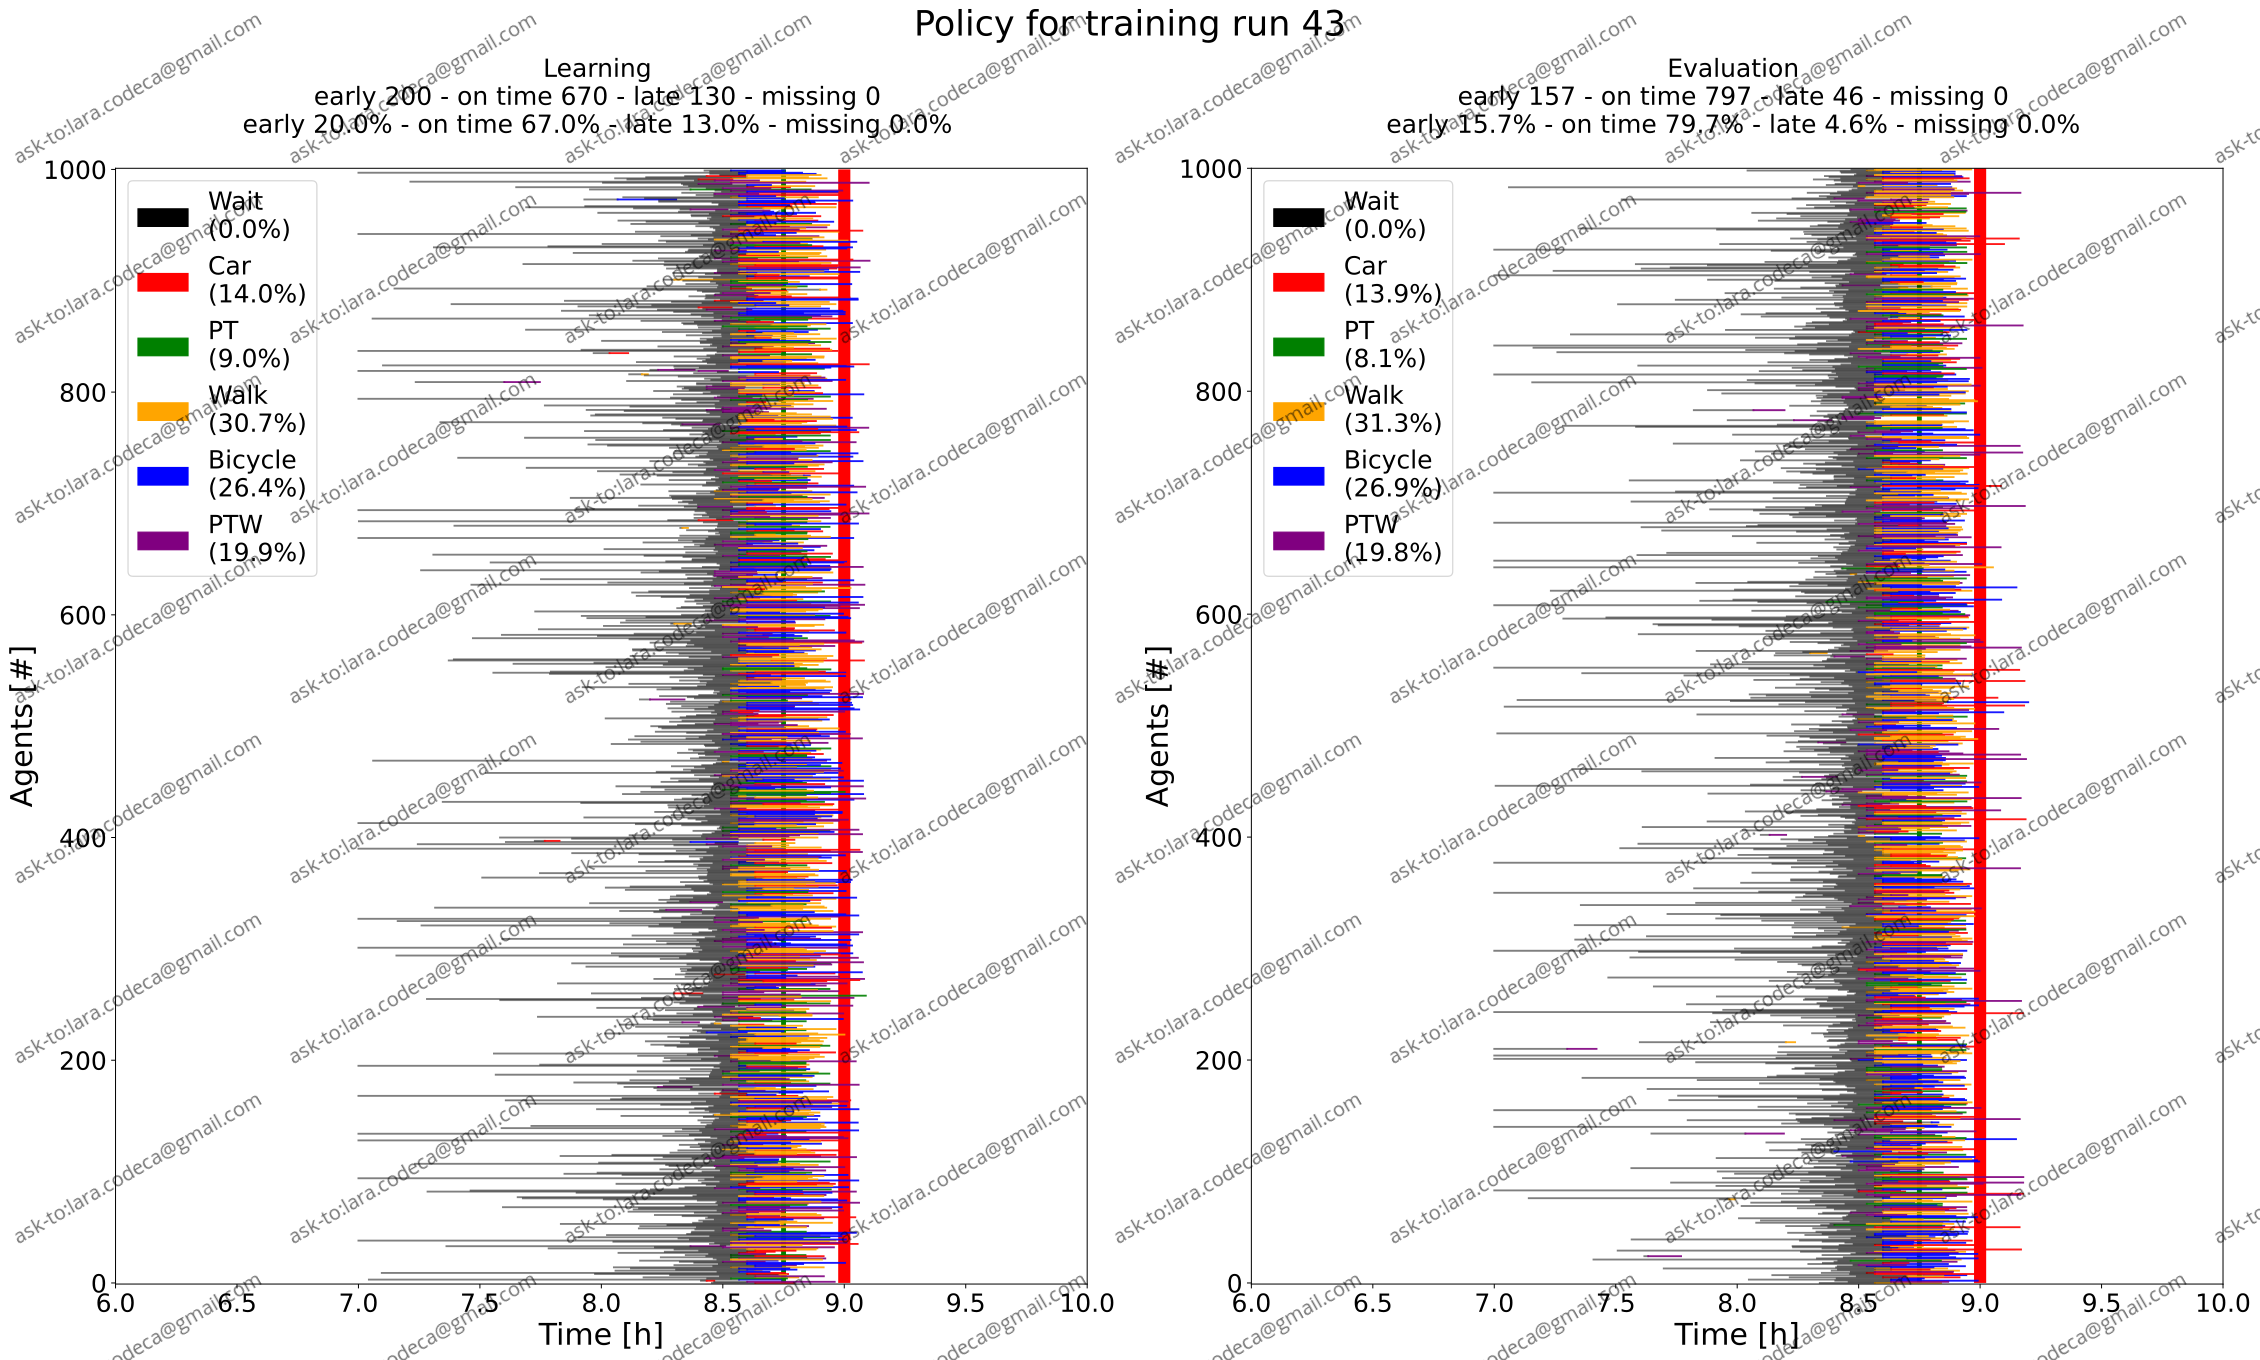 Policy for training run 43
Learning
early 200 - on time 670 - late 130 - missing 0
early 20.0% - on time 67.0% - late 13.0% - missing 0.0%
1000
800
600
400
200
0
Agents [#]
Wait
(0.0%)
Car
(14.0%)
PT
(9.0%)
Walk
(30.7%)
Bicycle
(26.4%)
PTW
(19.9%)
6.0 6.5 7.0 7.5 8.0 8.5 9.0 9.5 10.0
Time [h]
Evaluation
early 157 - on time 797 - late 46 - missing 0
early 15.7% - on time 79.7% - late 4.6% - missing 0.0%
1000
800
600
400
200
0
Agents [#]
Wait
(0.0%)
Car
(13.9%)
PT
(8.1%)
Walk
(31.3%)
Bicycle
(26.9%)
PTW
(19.8%)
6.0 6.5 7.0 7.5 8.0 8.5 9.0 9.5 10.0
Time [h]
ask-to:lara.codeca@gmail.com